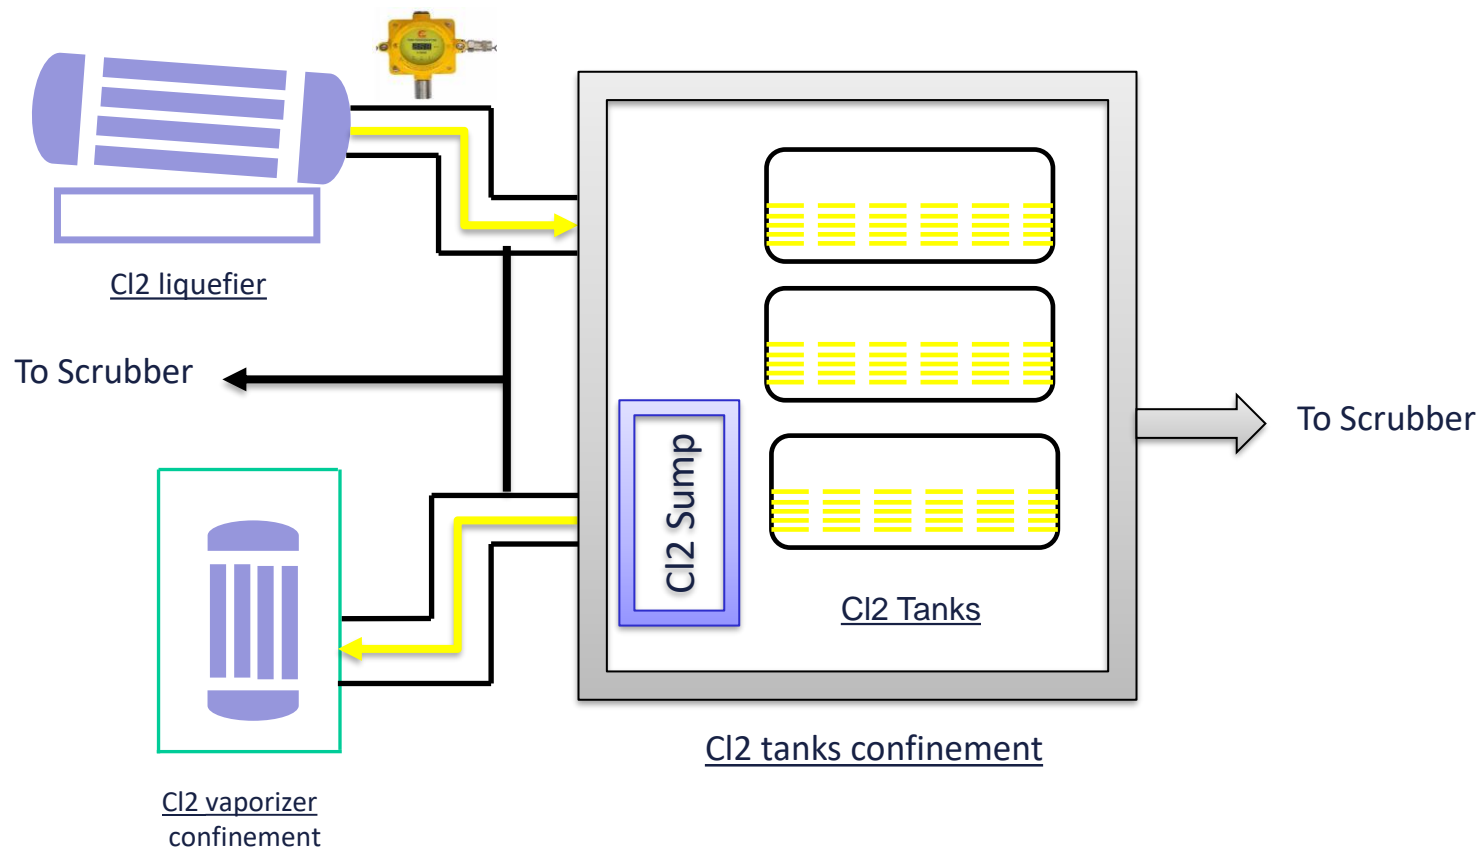 Cl2 liquefier
To Scrubber
Cl2 Sump
Cl2 Tanks
To Scrubber
Cl2 tanks confinement
Cl2 vaporizer
confinement